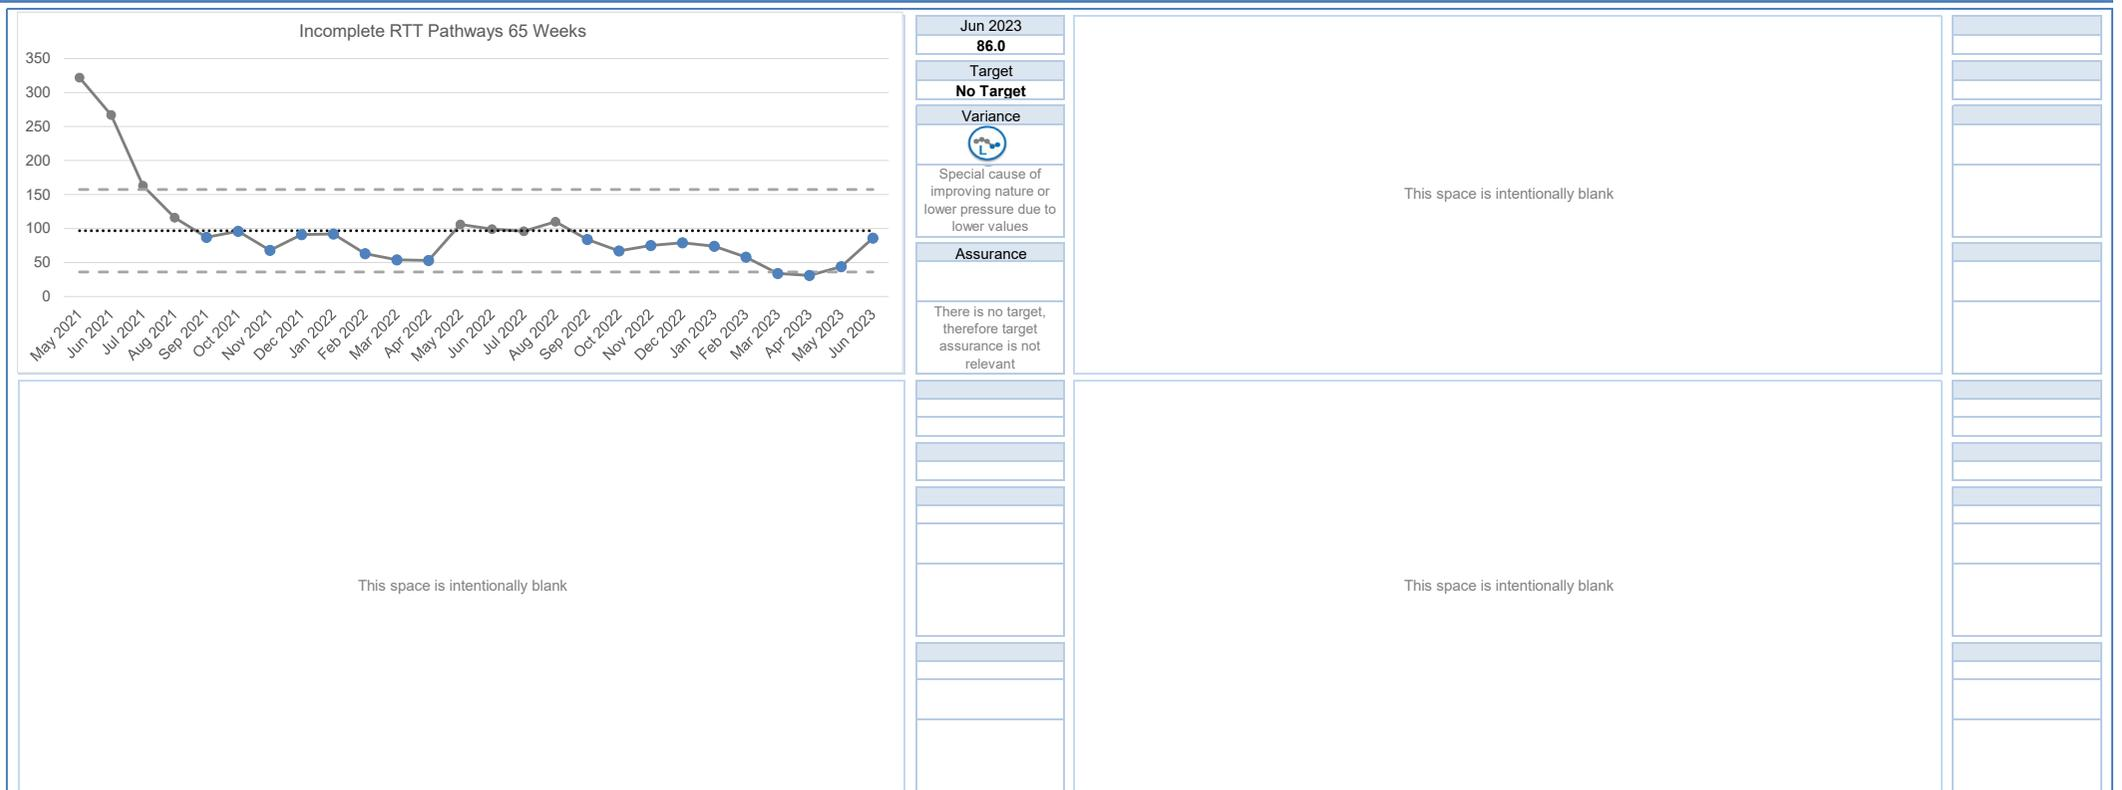 Incomplete RTT Pathways 65 Weeks
350
300
250
200
150
100
50
0
May 2021
Jun 2021
Jul 2021
Aug 2021
Sep 2021
Oct 2021
Nov 2021
Dec 2021
Jan 2022
Feb 2022
Mar 2022
Apr 2022
May 2022
Jun 2022
Jul 2022
Aug 2022
Sep 2022
Oct 2022
Nov 2022
Dec 2022
Jan 2023
Feb 2023
Mar 2023
Apr 2023
May 2023
Jun 2023
Jun 2023
86.0
Target
No Target
Variance
L
Special cause of
improving nature or
lower pressure due to
lower values
Assurance
There is no target,
therefore target
assurance is not
relevant
This space is intentionally blank
This space is intentionally blank
This space is intentionally blank